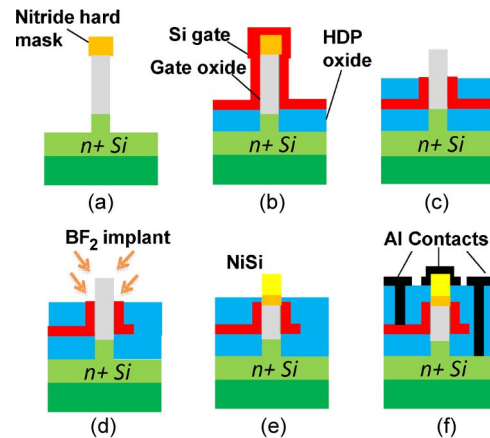 Nitride hard
mask
n+ Si
(a)
Si gate
Gate oxide
HDP
oxide
n+ Si
(b)
(c)
BF2 implant
n+ Si
(d)
NiSi
n+ Si
(e)
Al Contacts
n+ Si
(f)